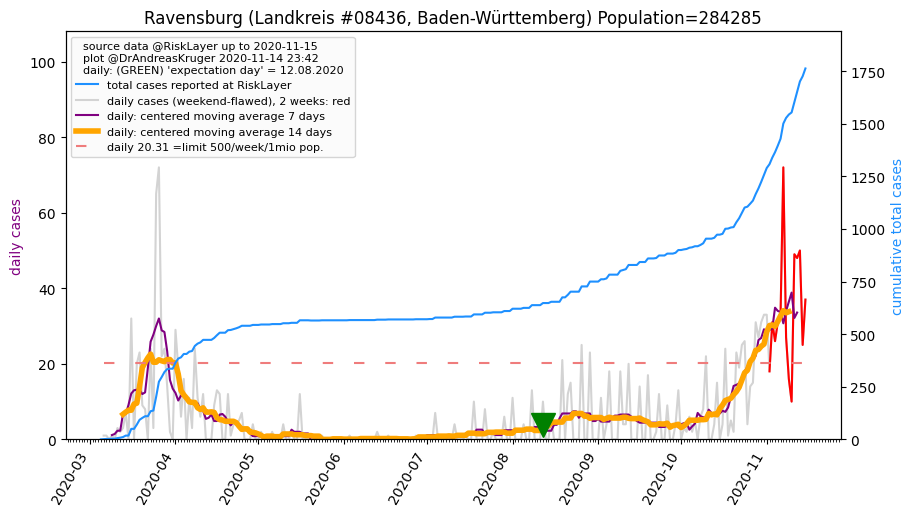 Ravensburg (Landkreis #08436, Baden-Württemberg) Population=284285
source data @RiskLayer up to 2020-11-15
plot @DrAndreasKruger 2020-11-14 23:42
daily: (GREEN) 'expectation day' = 12.08.2020
total cases reported at RiskLayer
daily cases (weekend-flawed), 2 weeks: red
daily: centered moving average 7 days
daily: centered moving average 14 days
daily 20.31 =limit 500/week/1mio pop.
daily cases
100
80
60
40
20
0
cumulative total cases
1750
1500
1250
1000
750
500
250
0
2020-03
2020-04
2020-05
2020-06
2020-07
2020-08
2020-09
2020-10
2020-11